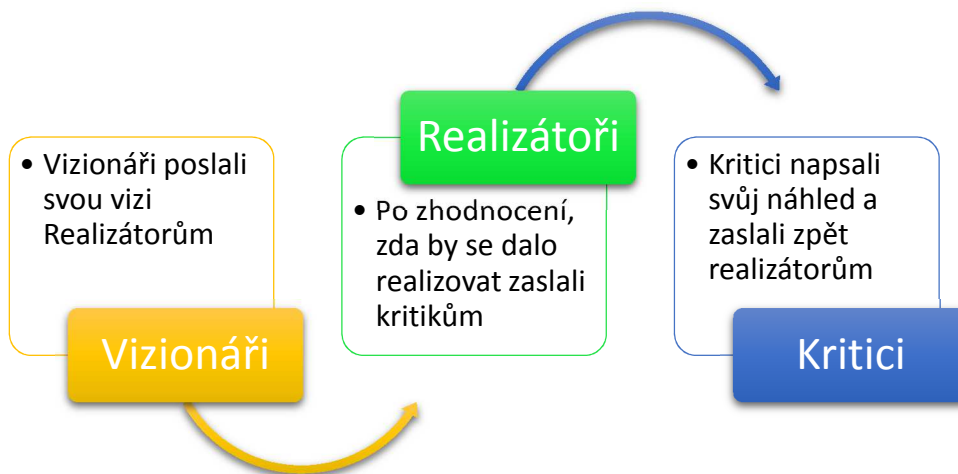 • Vizionáři poslali
svou vizi
Realizátorům
Vizionáři
Realizátoři
• Po zhodnocení,
zda by se dalo
realizovat zaslali
kritikům
• Kritici napsali
svůj náhled a
zaslali zpět
realizátorům
Kritici